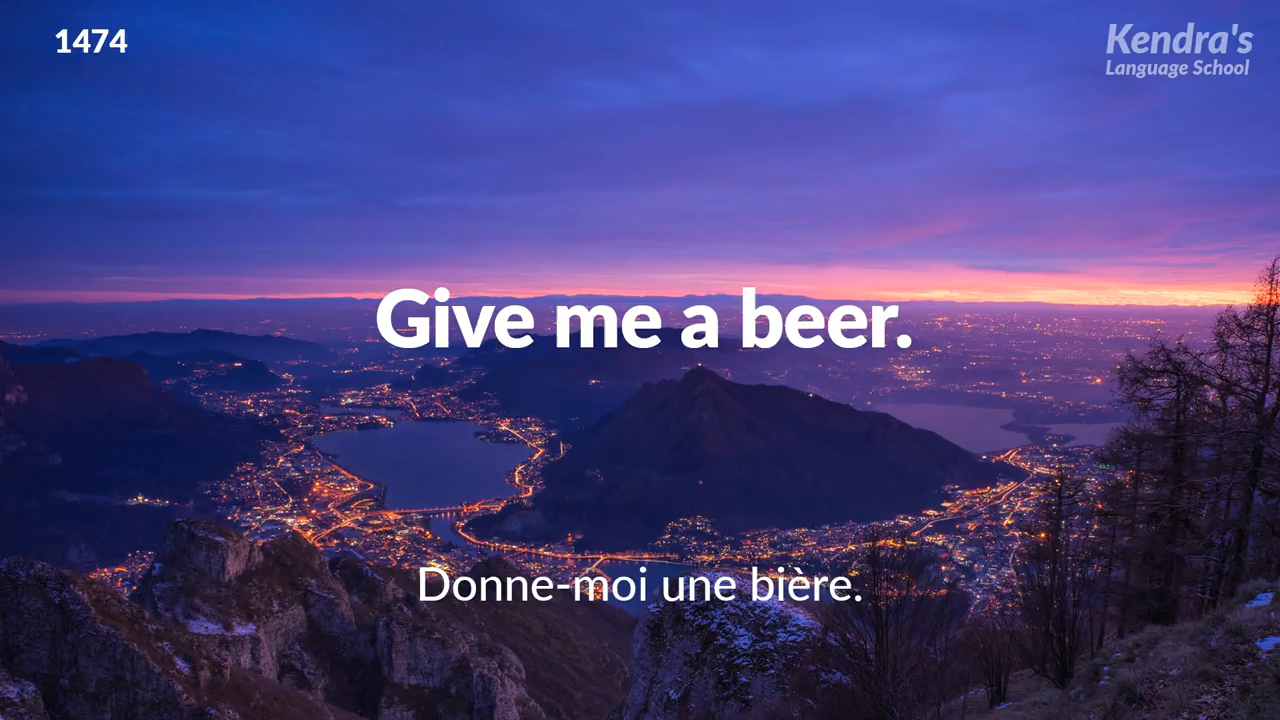 1474
Kendra's
Language School
Give me a beer.
Donne-moi une bière.